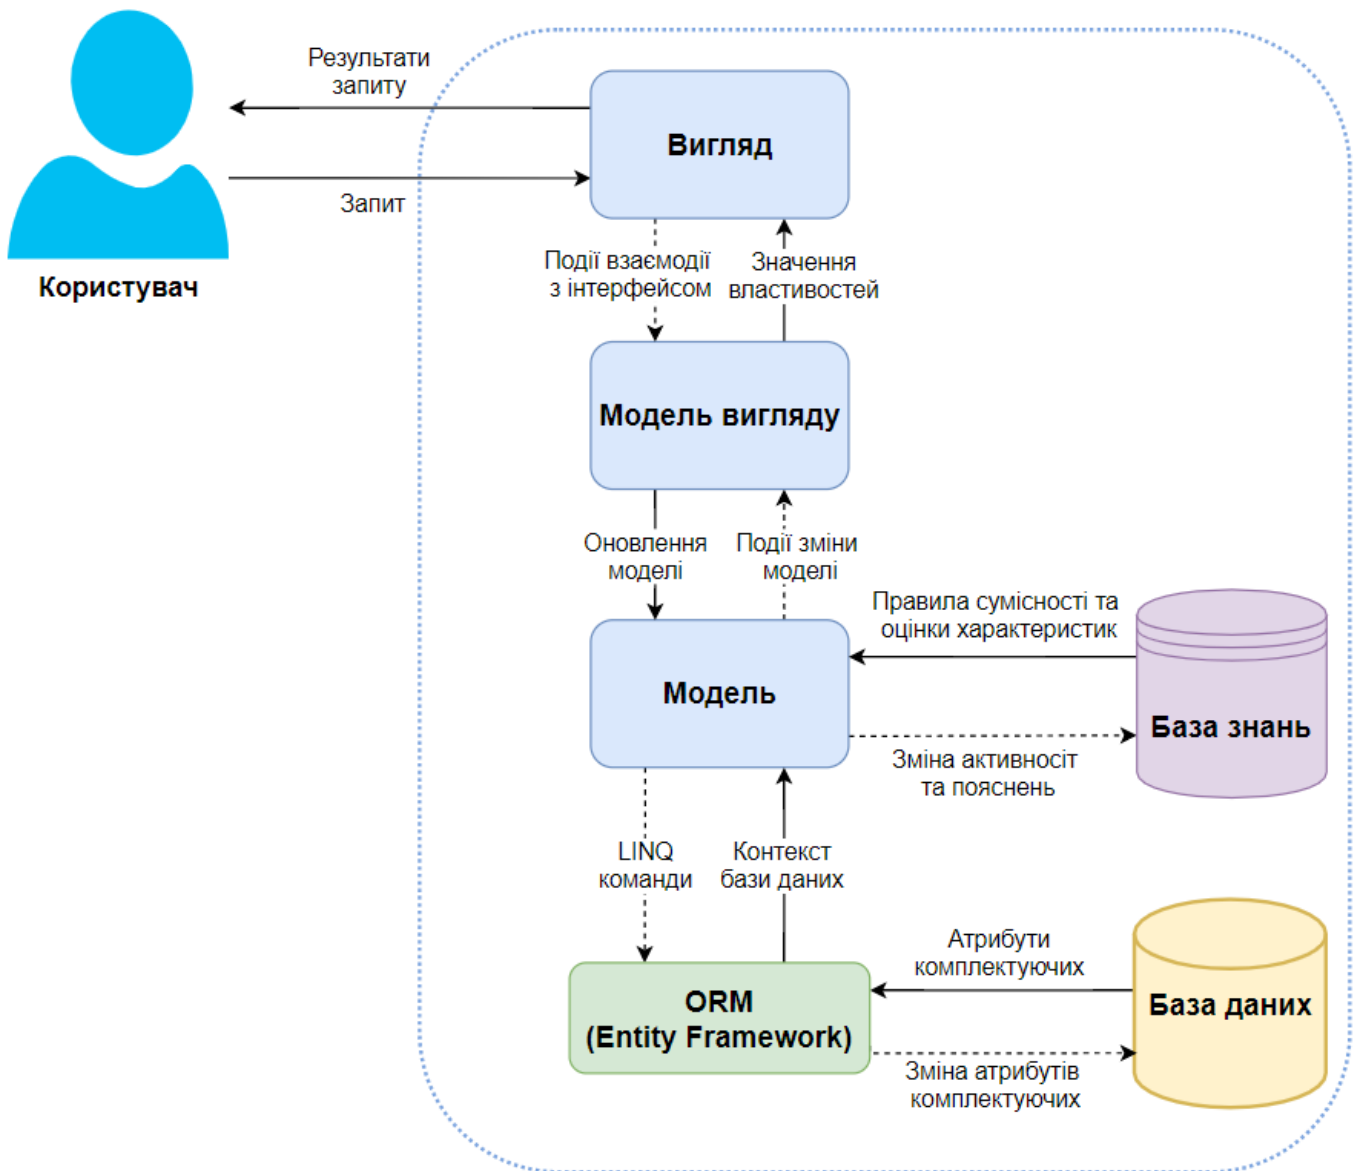 Результати
запиту
Вигляд
Запит
Користувач
Події взаємодії
з інтерфейсом
Значення
властивостей
Модель вигляду
Оновлення
моделі
Події зміни
моделі
Правила сумісності та
оцінки характеристик
Модель
База знань
Зміна активносіт
та пояснень
LINQ
команди
Контекст
бази даних
Атрибути
комплектуючих
ORM
(Entity Framework)
База даних
Зміна атрибутів
комплектуючих